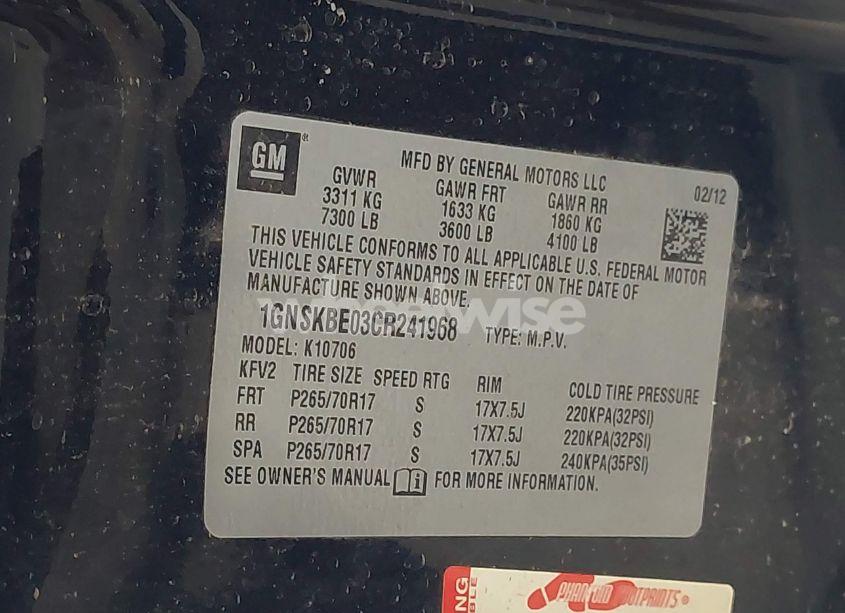 GM
MFD BY GENERAL MOTORS LLC
02/12
GVWR GAWR FRT GAWR RR
3311 KG 1633 KG 1860 KG
7300 LB 3600 LB 4100 LB
THIS VEHICLE CONFORMS TO ALL APPLICABLE U.S. FEDERAL MOTOR
VEHICLE SAFETY STANDARDS IN EFFECT ON THE DATE OF
MANUFACTURE SHOWN ABOVE.
wheelwise
1GNSKBE03CR241968 TYPE: M.P.V.
MODEL: K10706
KFV2 TIRE SIZE SPEED RTG RIM COLD TIRE PRESSURE
FRT P265/70R17 S 17X7.5J 220KPA(32PSI)
RR P265/70R17 S 17X7.5J 220KPA(32PSI)
SPA P265/70R17 S 17X7.5J 240KPA(35PSI)
SEE OWNER'S MANUAL i FOR MORE INFORMATION.